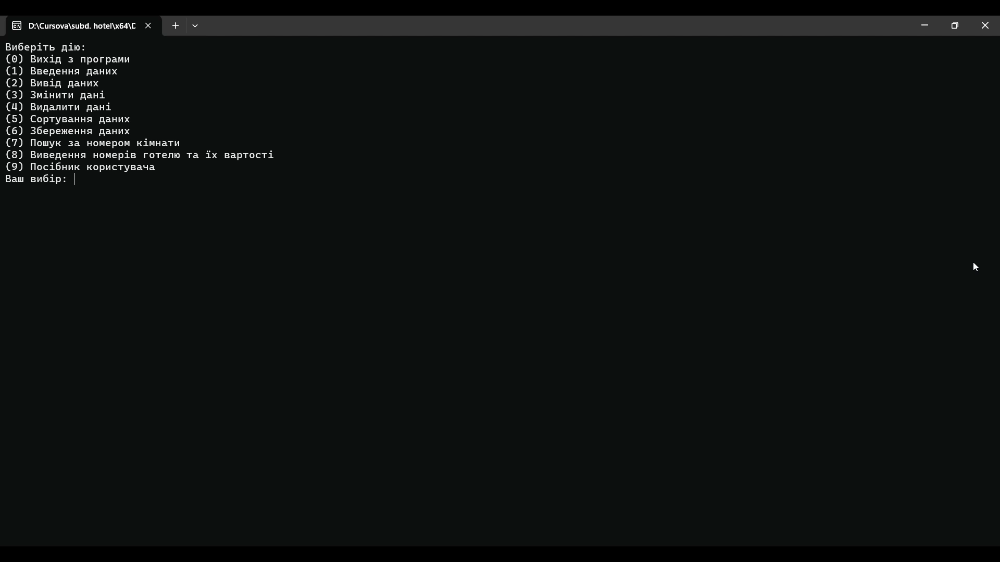 D:\Cursova\subd. hotel\x64\D
Виберіть дію:
(0) Вихід з програми
(1) Введення даних
(2) Вивід даних
(3) Змінити дані
(4) Видалити дані
(5) Сортування даних
(6) Збереження даних
(7) Пошук за номером кімнати
(8) Виведення номерів готелю та їх вартості
(9) Посібник користувача
Ваш вибір: